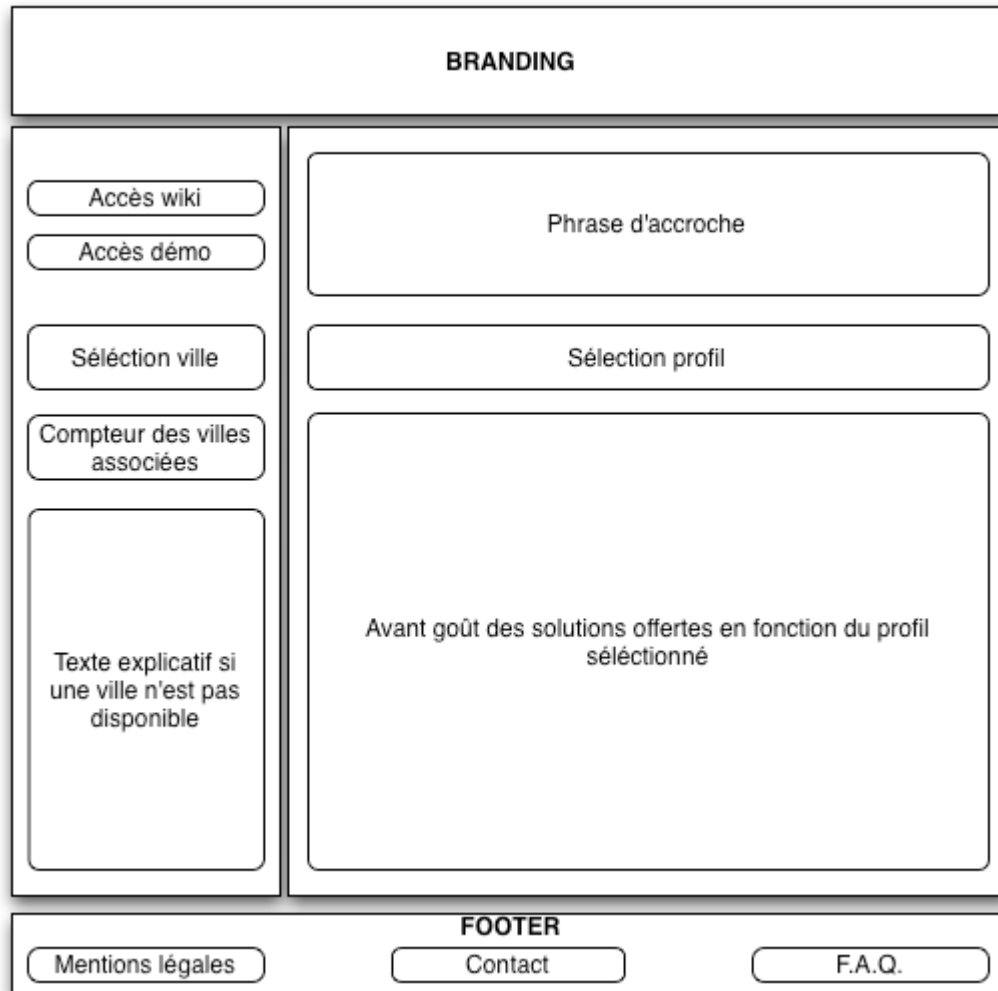 BRANDING
Accès wiki
Accès démo
Séléction ville
Compteur des villes
associées
Texte explicatif si
une ville n'est pas
disponible
Phrase d'accroche
Sélection profil
Avant goût des solutions offertes en fonction du profil
séléctionné
FOOTER
Mentions légales
Contact
F.A.Q.